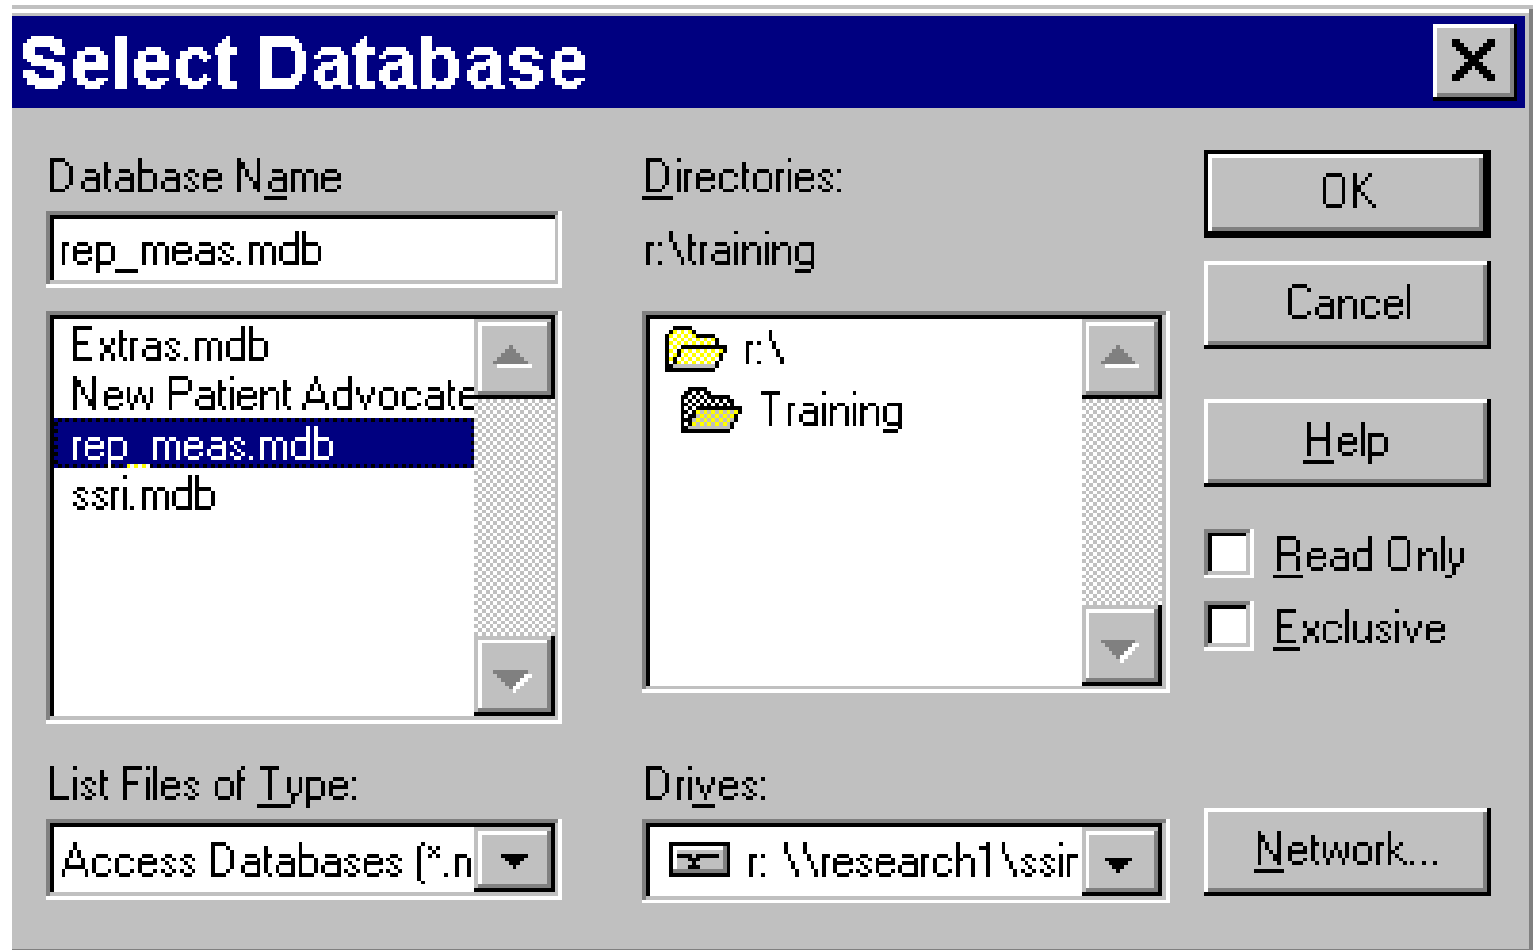 Select Database
Database Name
rep_meas.mdb
Extras.mdb
New Patient Advocate
rep_meas.mdb
ssri.mdb
List Files of Type:
Access Databases (*.
Directories:
r:\training
r:\
Training
Drives:
r: \\research1\
OK
Cancel
Help
Read Only
Exclusive
Network...